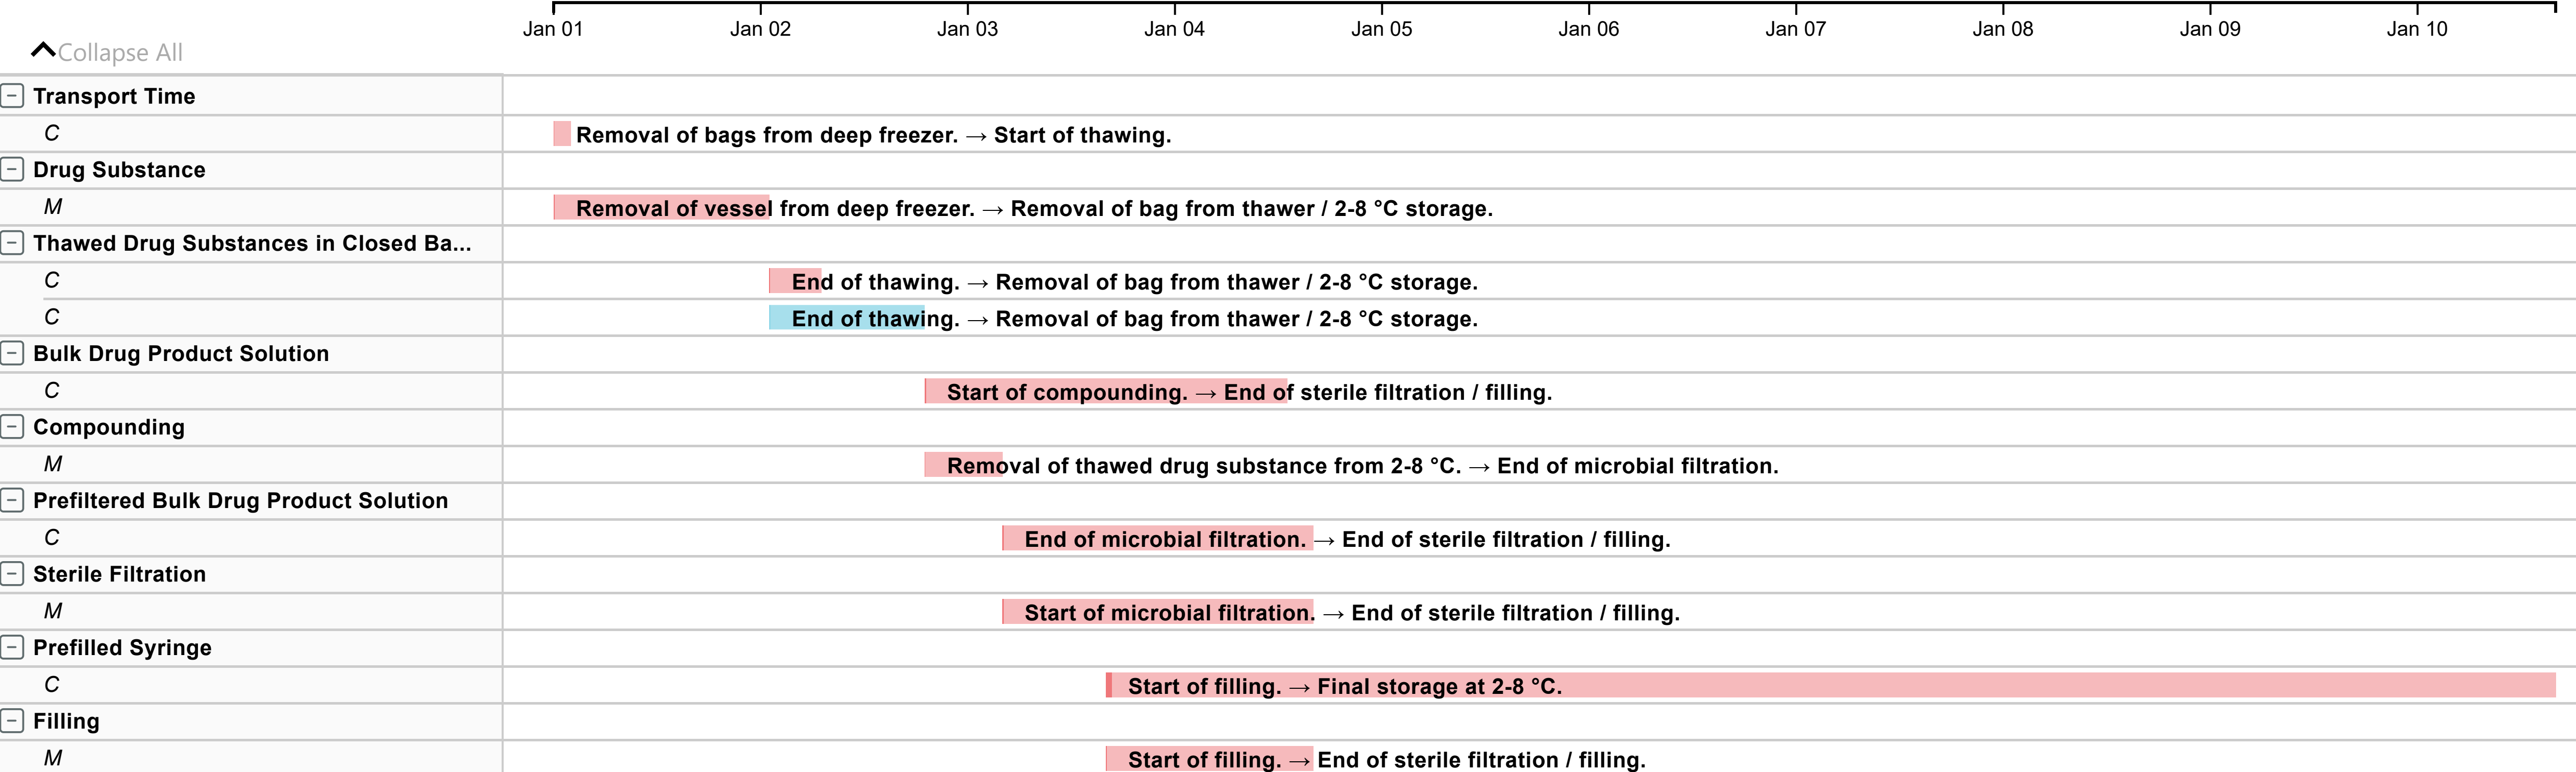 Jan 01 Jan 02 Jan 03 Jan 04 Jan 05 Jan 06 Jan 07 Jan 08 Jan 09 Jan 10
Collapse All
Transport Time
C Removal of bags from deep freezer. → Start of thawing.
Drug Substance
M Removal of vessel from deep freezer. → Removal of bag from thawer / 2-8 °C storage.
Thawed Drug Substances in Closed Ba...
C End of thawing. → Removal of bag from thawer / 2-8 °C storage.
C End of thawing. → Removal of bag from thawer / 2-8 °C storage.
Bulk Drug Product Solution
C Start of compounding. → End of sterile filtration / filling.
Compounding
M Removal of thawed drug substance from 2-8 °C. → End of microbial filtration.
Prefiltered Bulk Drug Product Solution
C End of microbial filtration. → End of sterile filtration / filling.
Sterile Filtration
M Start of microbial filtration. → End of sterile filtration / filling.
Prefilled Syringe
C Start of filling. → Final storage at 2-8 °C.
Filling
M Start of filling. → End of sterile filtration / filling.